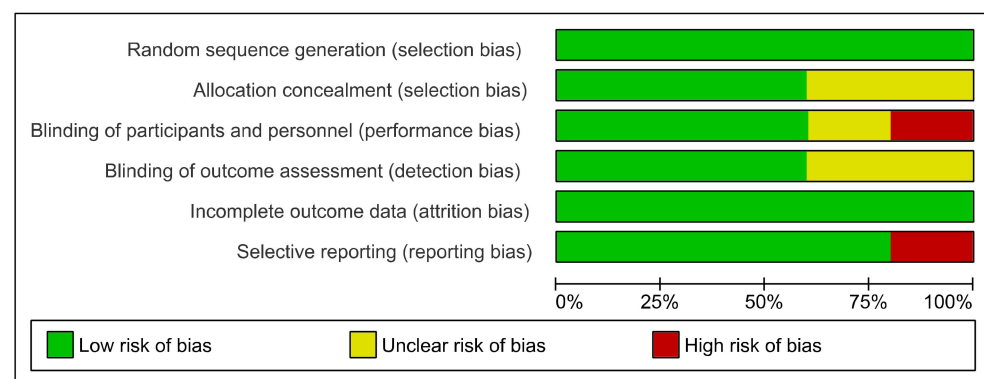 Random sequence generation (selection bias)
Allocation concealment (selection bias)
Blinding of participants and personnel (performance bias)
Blinding of outcome assessment (detection bias)
Incomplete outcome data (attrition bias)
Selective reporting (reporting bias)
0% 25% 50% 75% 100%
Low risk of bias Unclear risk of bias High risk of bias